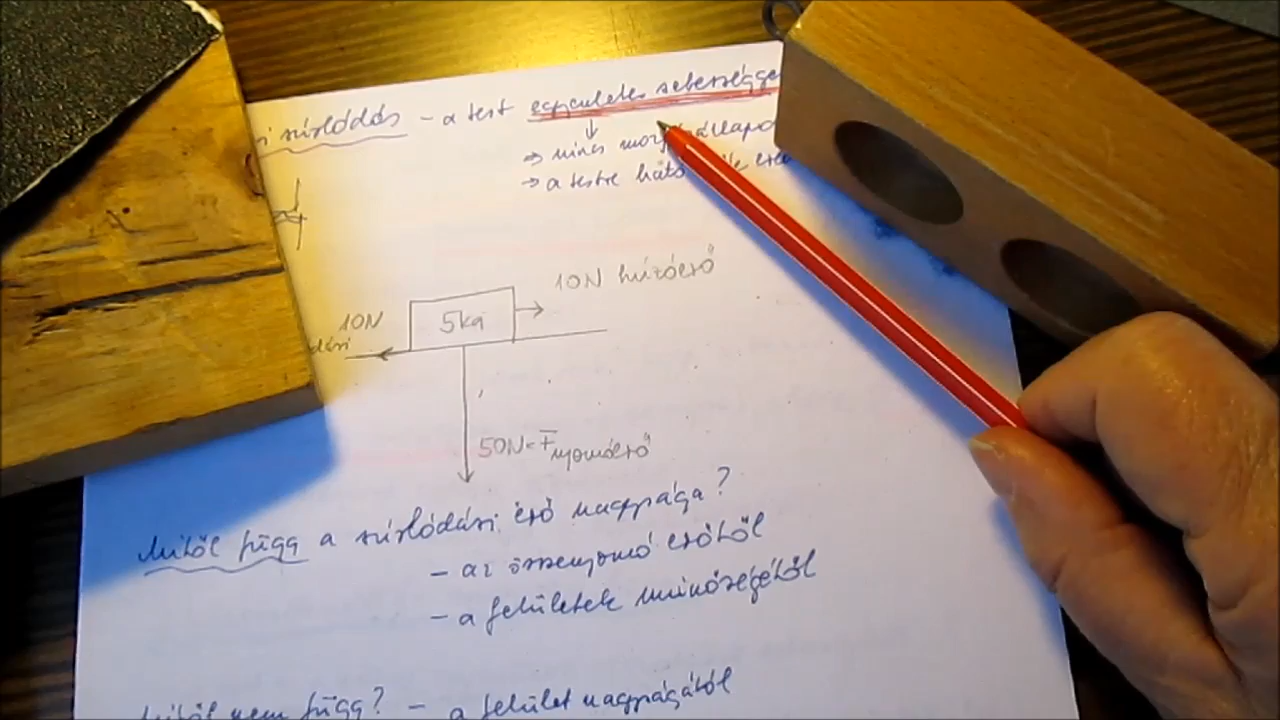 súrlódás - a test egyenletes sebességgel
⇒ nincs
→ a testre ható
10N húzóerő
10N
5kg
50N = F nyomóerő
Mitől függ a súrlódási erő nagysága?
- az összenyomó erőtől
- a felületek minőségétől
Mitől nem függ? - a felület nagyságától